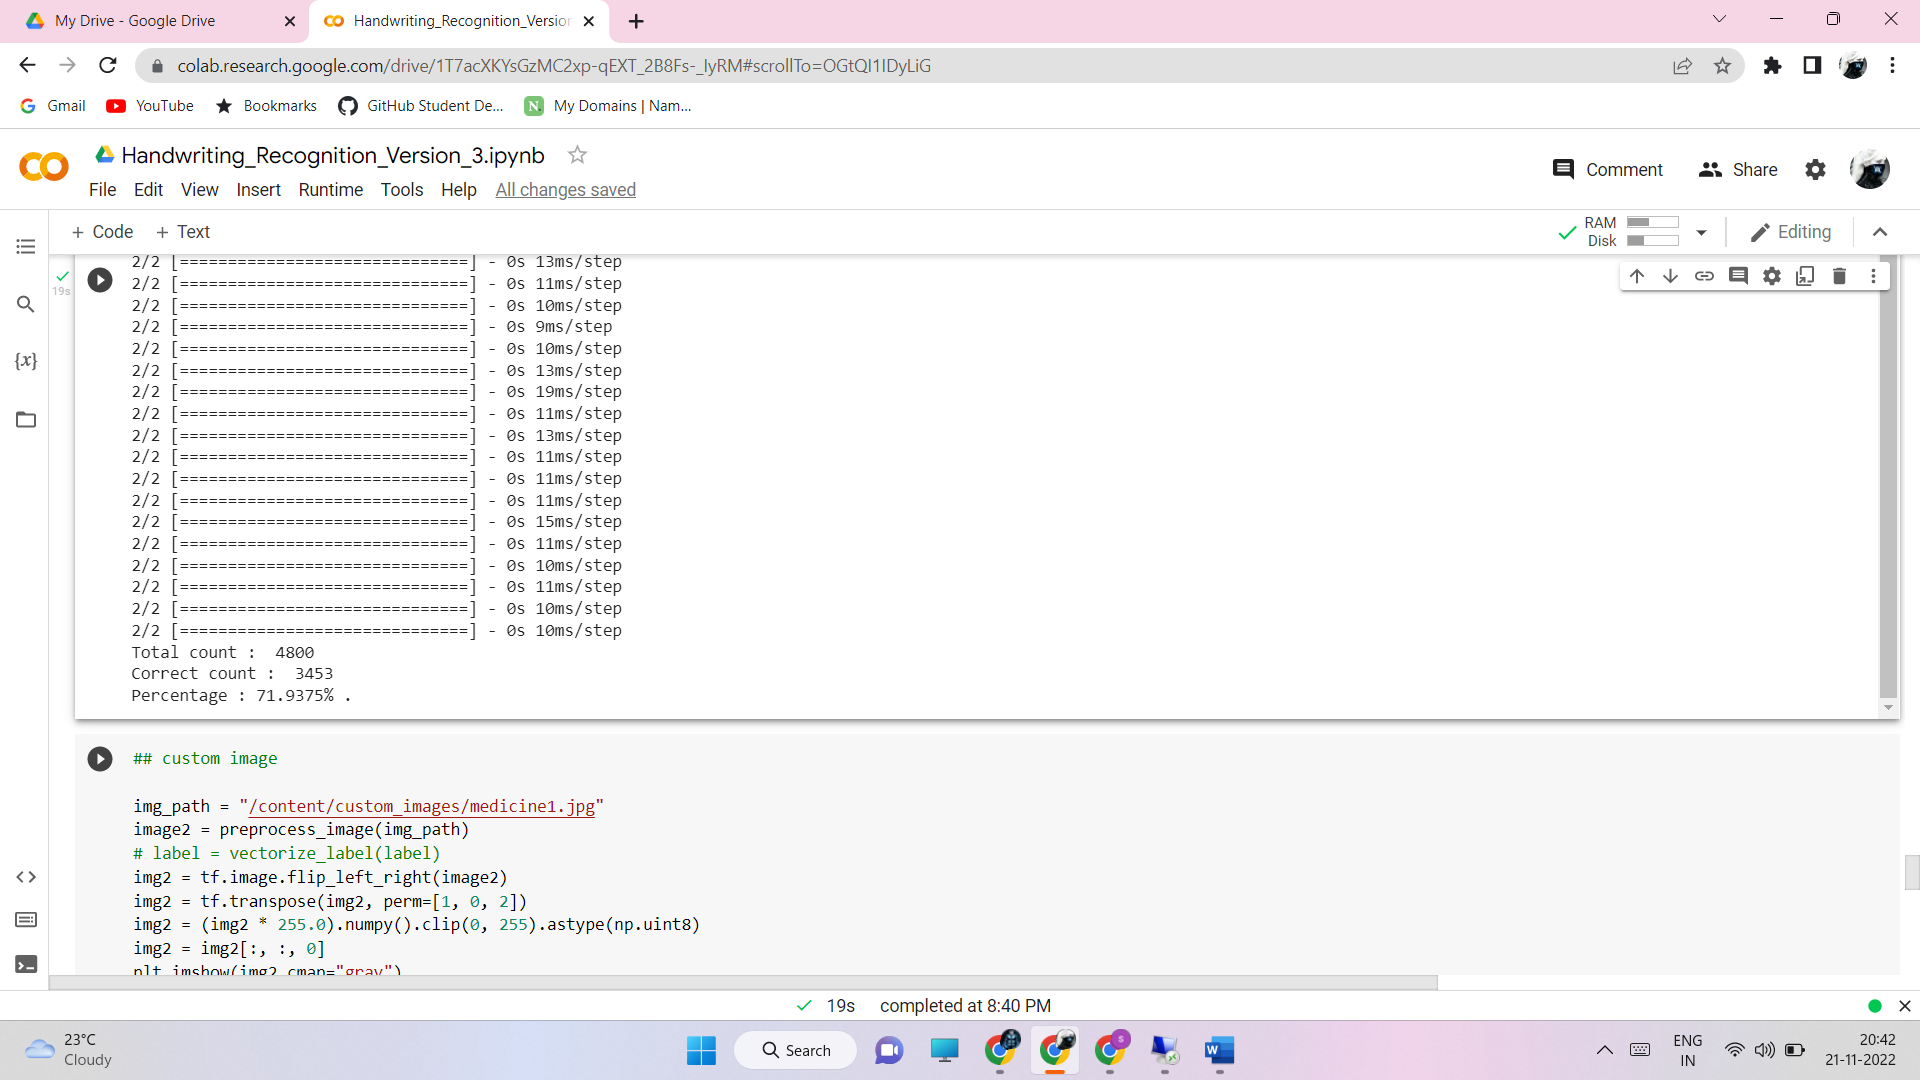 My Drive - Google Drive
Handwriting_Recognition_Version
colab.research.google.com/drive/1T7acXKYsGzMC2xp-qEXT_2B8Fs-_IyRM#scrollTo=OGtQI1IDyLiG
Gmail YouTube Bookmarks GitHub Student De... My Domains | Nam...
Handwriting_Recognition_Version_3.ipynb
Comment Share
File Edit View Insert Runtime Tools Help All changes saved
+ Code + Text
RAM
Disk
Editing
19s
2/2 [==============================] - 0s 13ms/step
2/2 [==============================] - 0s 11ms/step
2/2 [==============================] - 0s 10ms/step
2/2 [==============================] - 0s 9ms/step
2/2 [==============================] - 0s 10ms/step
2/2 [==============================] - 0s 13ms/step
2/2 [==============================] - 0s 19ms/step
2/2 [==============================] - 0s 11ms/step
2/2 [==============================] - 0s 13ms/step
2/2 [==============================] - 0s 11ms/step
2/2 [==============================] - 0s 11ms/step
2/2 [==============================] - 0s 11ms/step
2/2 [==============================] - 0s 15ms/step
2/2 [==============================] - 0s 11ms/step
2/2 [==============================] - 0s 10ms/step
2/2 [==============================] - 0s 11ms/step
2/2 [==============================] - 0s 10ms/step
2/2 [==============================] - 0s 10ms/step
Total count :  4800
Correct count :  3453
Percentage : 71.9375% .
## custom image
img_path = "/content/custom_images/medicine1.jpg"
image2 = preprocess_image(img_path)
# label = vectorize_label(label)
img2 = tf.image.flip_left_right(image2)
img2 = tf.transpose(img2, perm=[1, 0, 2])
img2 = (img2 * 255.0).numpy().clip(0, 255).astype(np.uint8)
img2 = img2[:, :, 0]
plt.imshow(img2,cmap="gray")
19s completed at 8:40 PM
23°C
Cloudy
Search
ENG
IN
20:42
21-11-2022